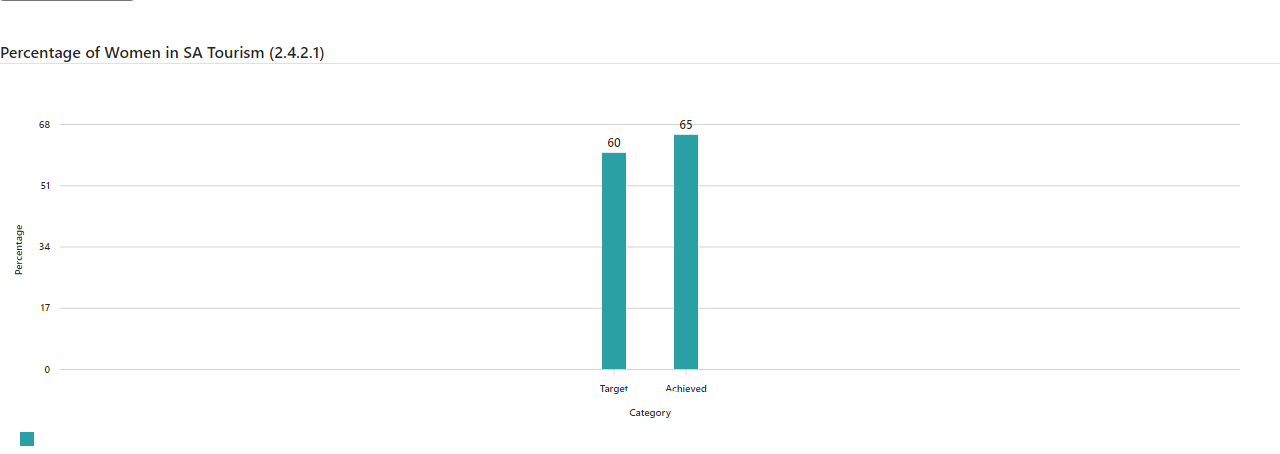 Percentage of Women in SA Tourism (2.4.2.1)
68
51
34
17
0
Percentage
60
65
Target
Achieved
Category